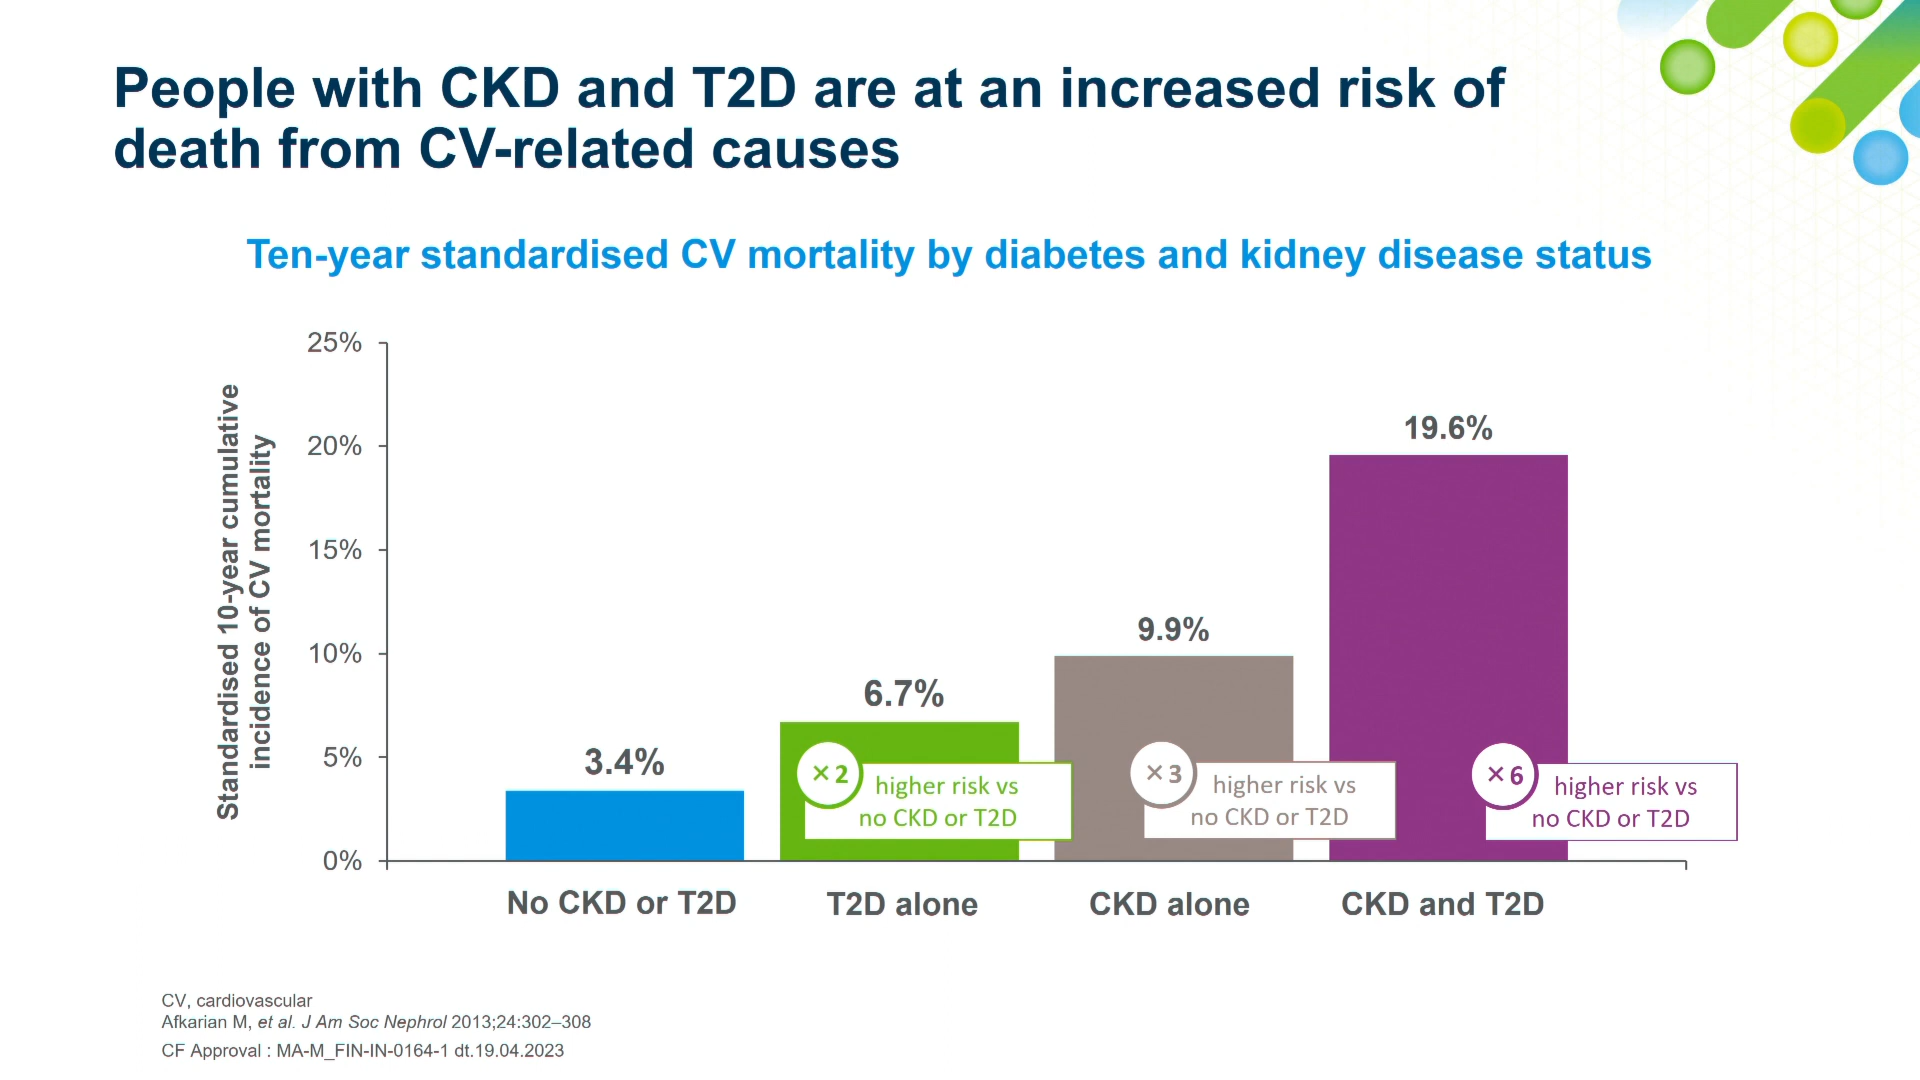 People with CKD and T2D are at an increased risk of
death from CV-related causes
Ten-year standardised CV mortality by diabetes and kidney disease status
Standardised 10-year cumulative
incidence of CV mortality
25%
20%
15%
10%
5%
0%
3.4%
6.7%
9.9%
19.6%
×2
higher risk vs
no CKD or T2D
×3
higher risk vs
no CKD or T2D
×6
higher risk vs
no CKD or T2D
No CKD or T2D
T2D alone
CKD alone
CKD and T2D
CV, cardiovascular
Afkarian M, et al. J Am Soc Nephrol 2013;24:302–308
CF Approval : MA-M_FIN-IN-0164-1 dt.19.04.2023